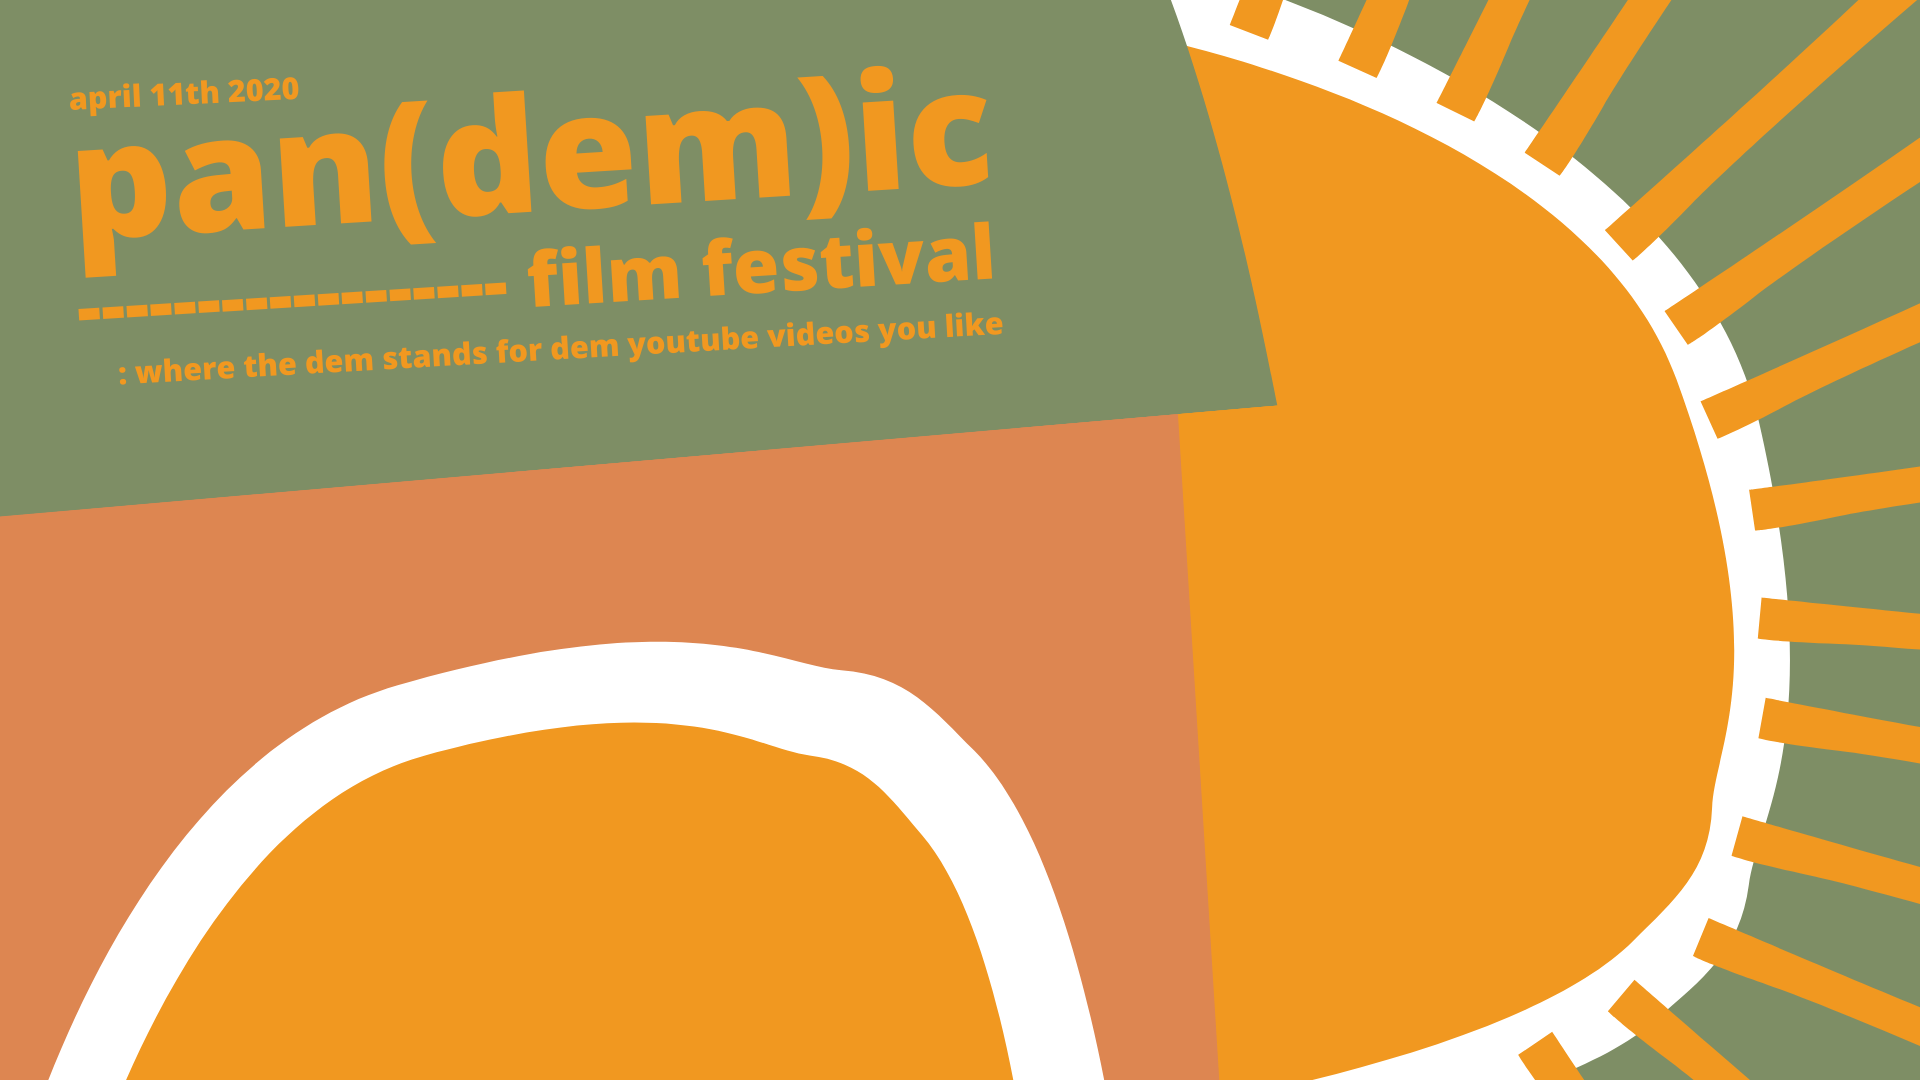 april 11th 2020
pan(dem)ic
------------------ film festival
: where the dem stands for dem youtube videos you like